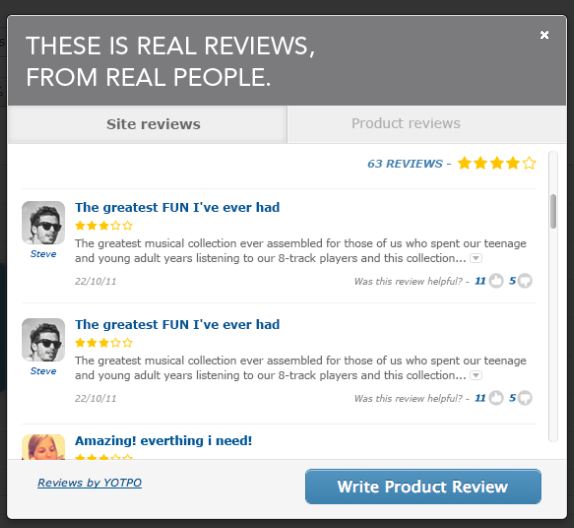 THESE IS REAL REVIEWS,
FROM REAL PEOPLE.
Site reviews
Product reviews
63 REVIEWS -
The greatest FUN I've ever had
The greatest musical collection ever assembled for those of us who spent our teenage
and young adult years listening to our 8-track players and this collection...
Steve
22/10/11
Was this review helpful? - 11 5
The greatest FUN I've ever had
The greatest musical collection ever assembled for those of us who spent our teenage
and young adult years listening to our 8-track players and this collection...
Steve
22/10/11
Was this review helpful? - 11 5
Amazing! everthing i need!
Reviews by YOTPO
Write Product Review